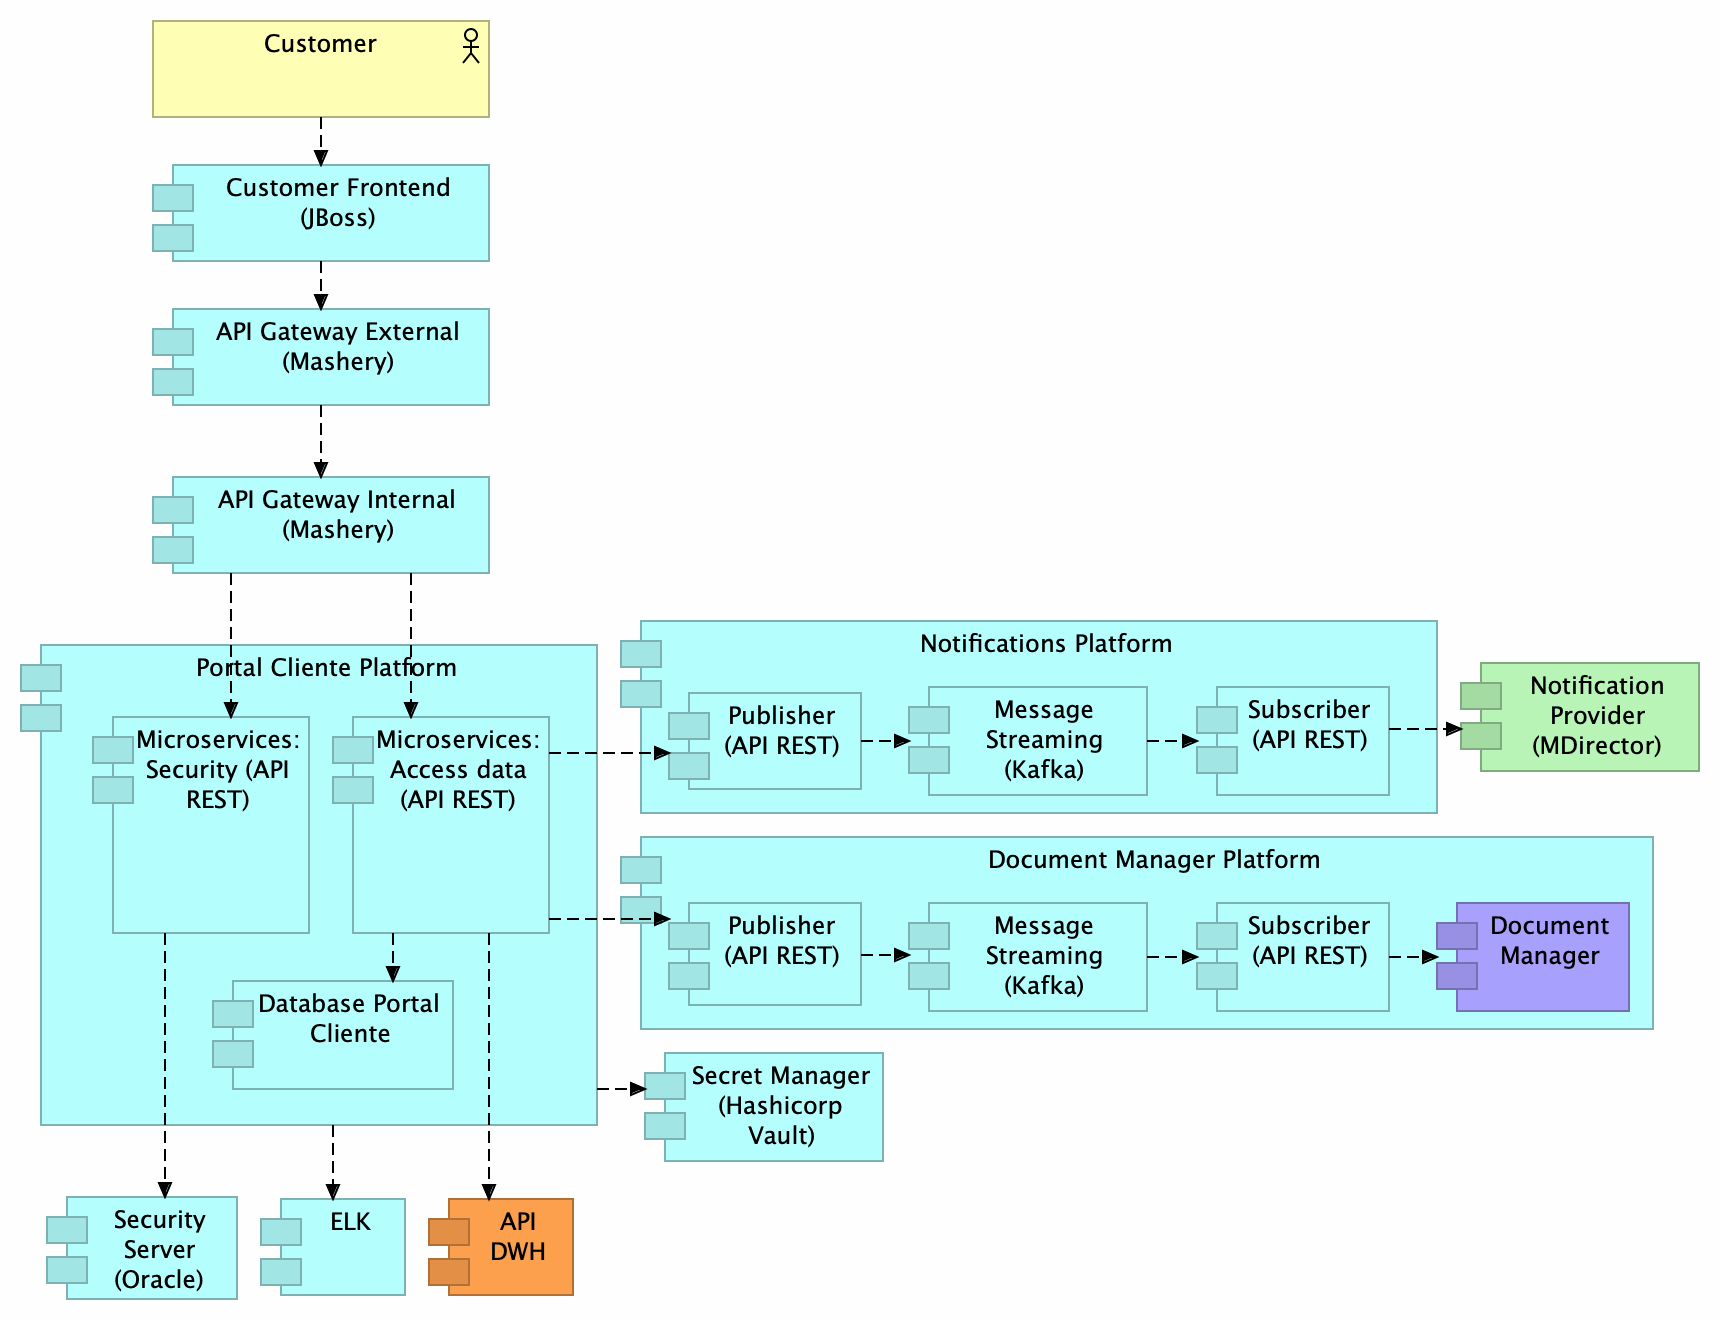 Customer
Customer Frontend
(JBoss)
API Gateway External
(Mashery)
API Gateway Internal
(Mashery)
Portal Cliente Platform
Microservices:
Security (API
REST)
Microservices:
Access data
(API REST)
Database Portal
Cliente
Notifications Platform
Publisher
(API REST)
Message
Streaming
(Kafka)
Subscriber
(API REST)
Notification
Provider
(MDirector)
Document Manager Platform
Publisher
(API REST)
Message
Streaming
(Kafka)
Subscriber
(API REST)
Document
Manager
Secret Manager
(Hashicorp
Vault)
Security
Server
(Oracle)
ELK
API
DWH